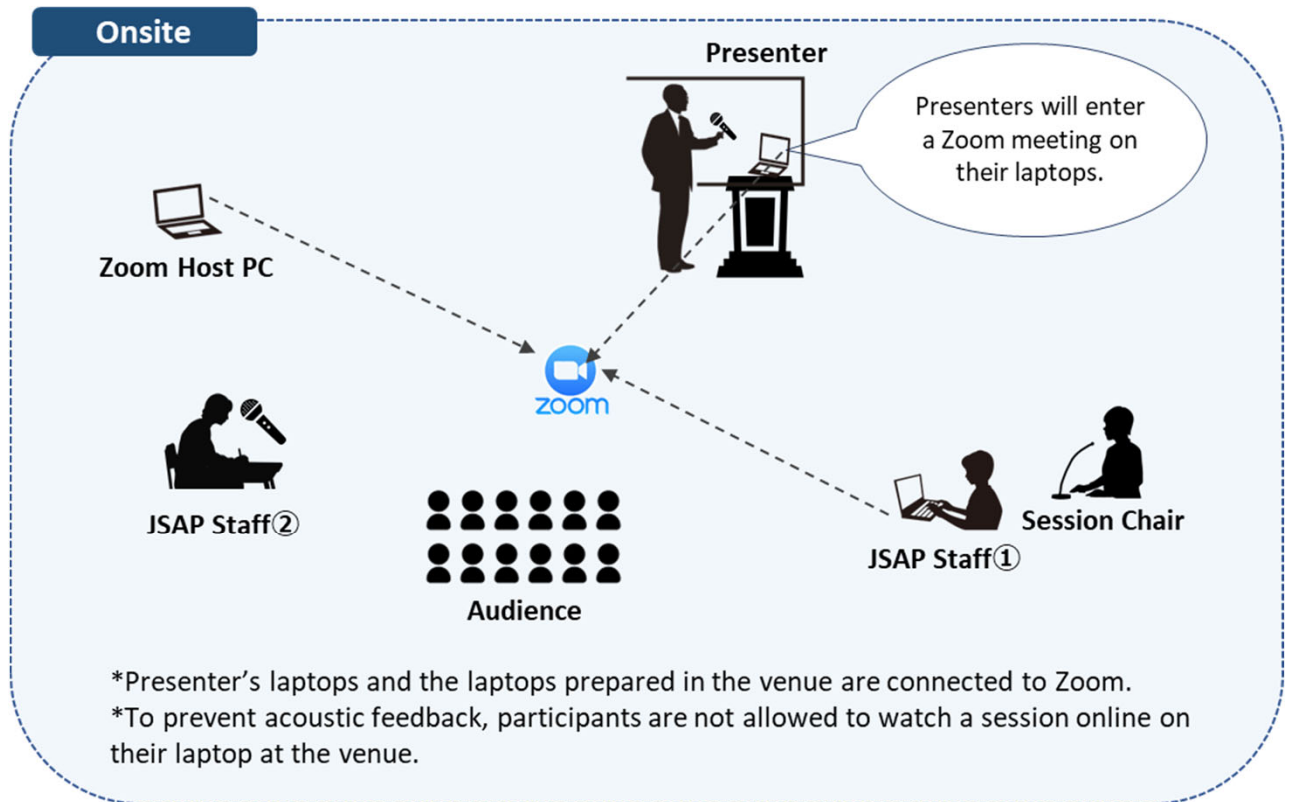 Onsite
Presenter
Presenters will enter
a Zoom meeting on
their laptops.
Zoom Host PC
zoom
JSAP Staff②
Session Chair
JSAP Staff①
Audience
*Presenter’s laptops and the laptops prepared in the venue are connected to Zoom.
*To prevent acoustic feedback, participants are not allowed to watch a session online on
their laptop at the venue.